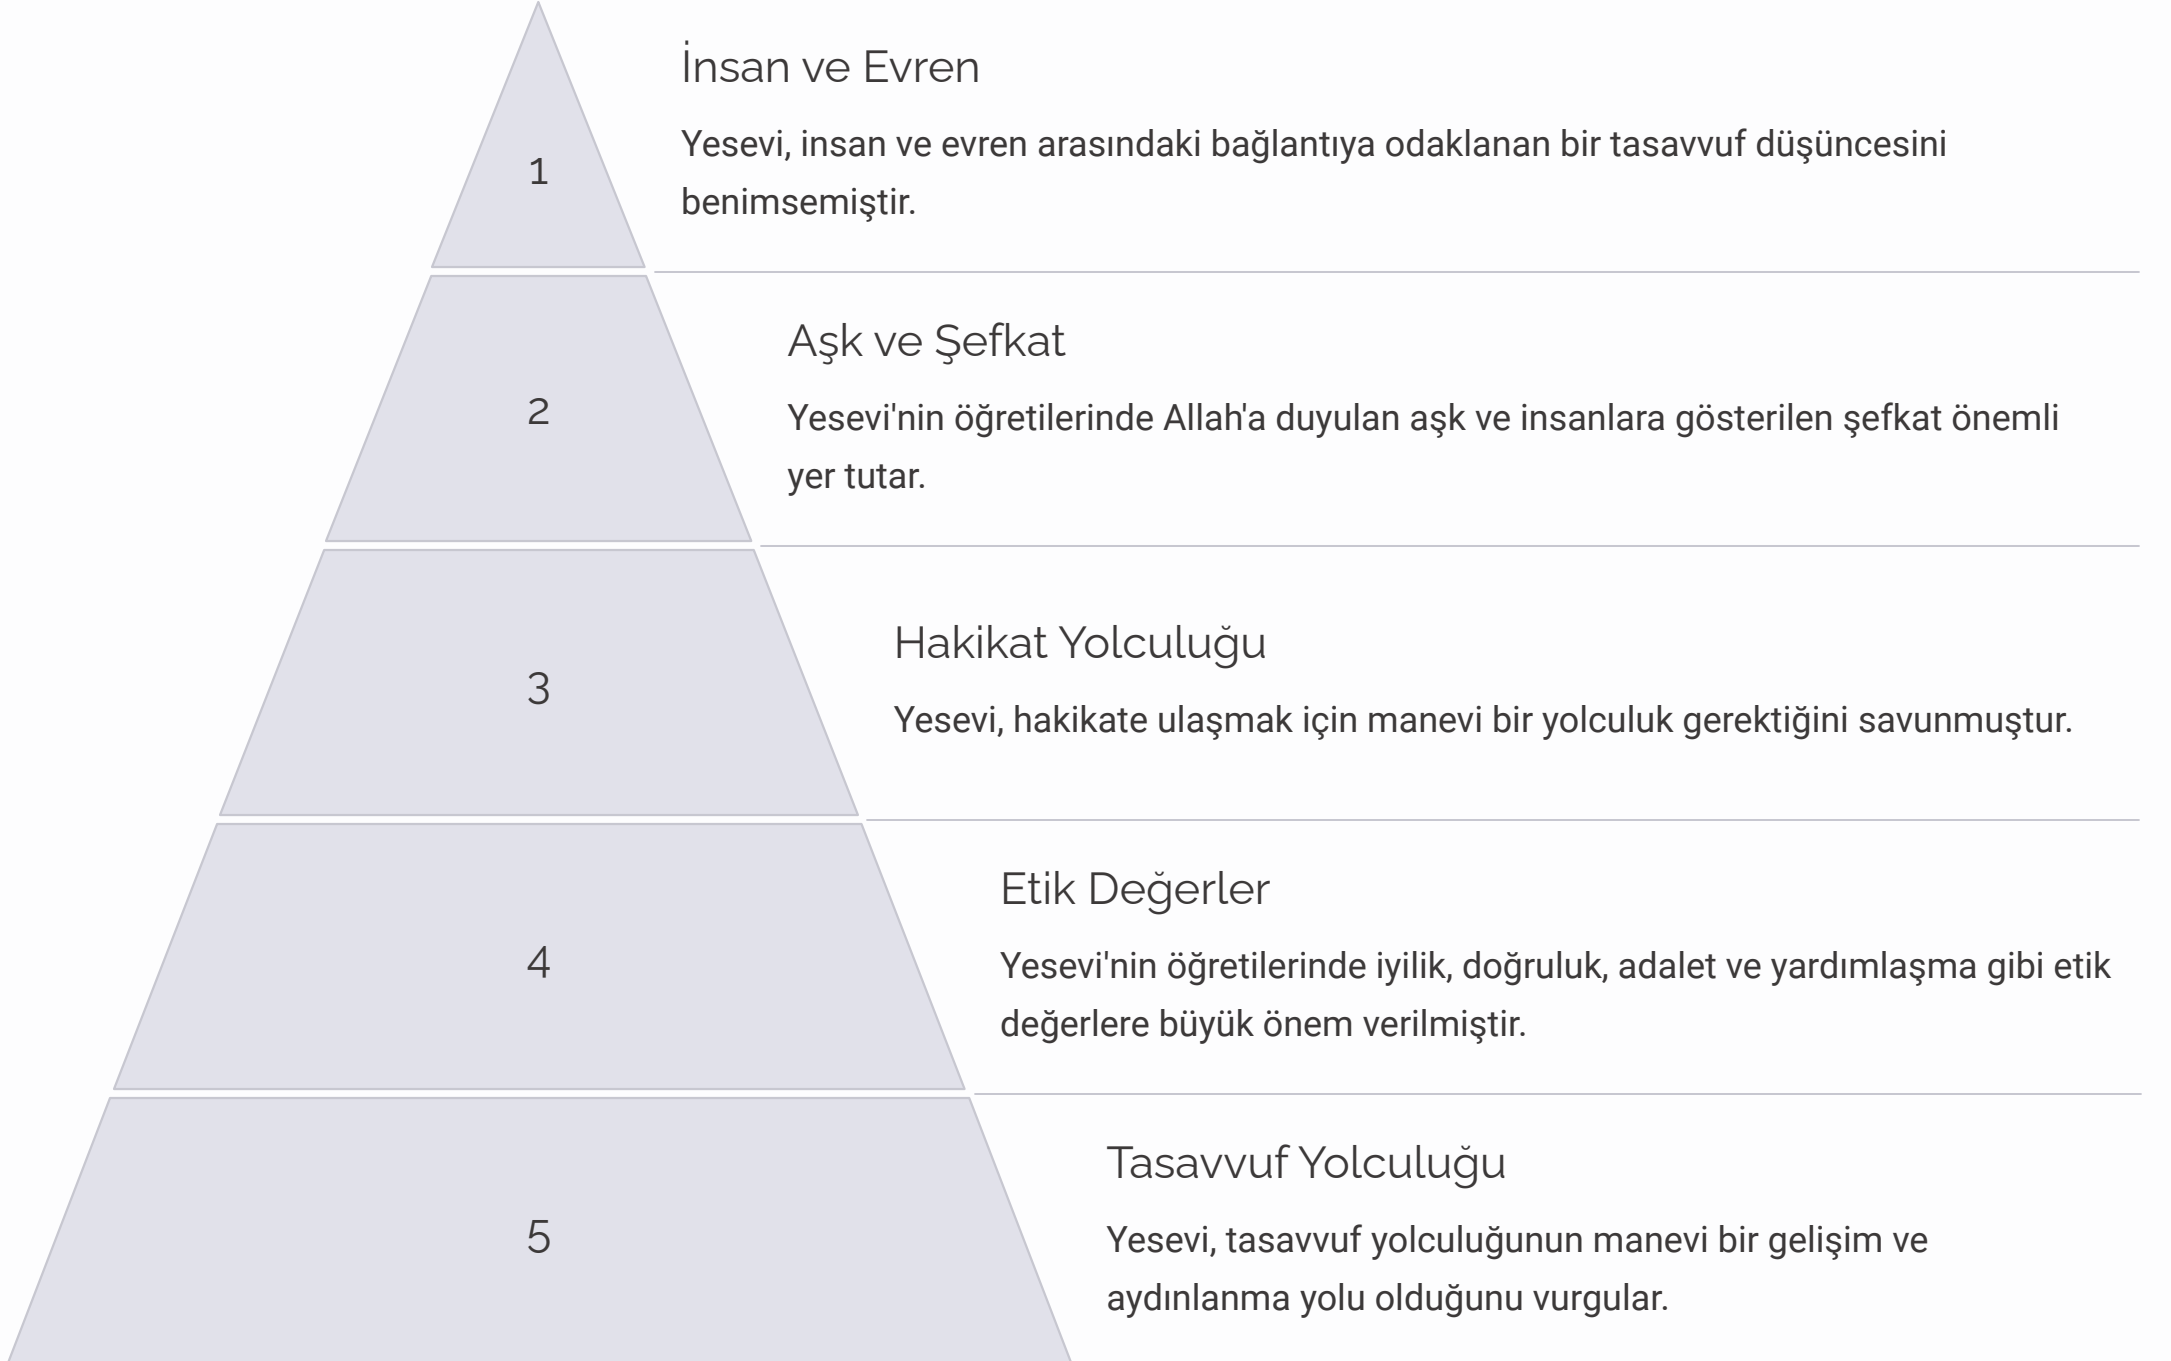 1
İnsan ve Evren
Yesevi, insan ve evren arasındaki bağlantıya odaklanan bir tasavvuf düşüncesini
benimsemiştir.
2
Aşk ve Şefkat
Yesevi'nin öğretilerinde Allah'a duyulan aşk ve insanlara gösterilen şefkat önemli
yer tutar.
3
Hakikat Yolculuğu
Yesevi, hakikate ulaşmak için manevi bir yolculuk gerektiğini savunmuştur.
4
Etik Değerler
Yesevi'nin öğretilerinde iyilik, doğruluk, adalet ve yardımlaşma gibi etik
değerlere büyük önem verilmiştir.
5
Tasavvuf Yolculuğu
Yesevi, tasavvuf yolculuğunun manevi bir gelişim ve
aydınlanma yolu olduğunu vurgular.